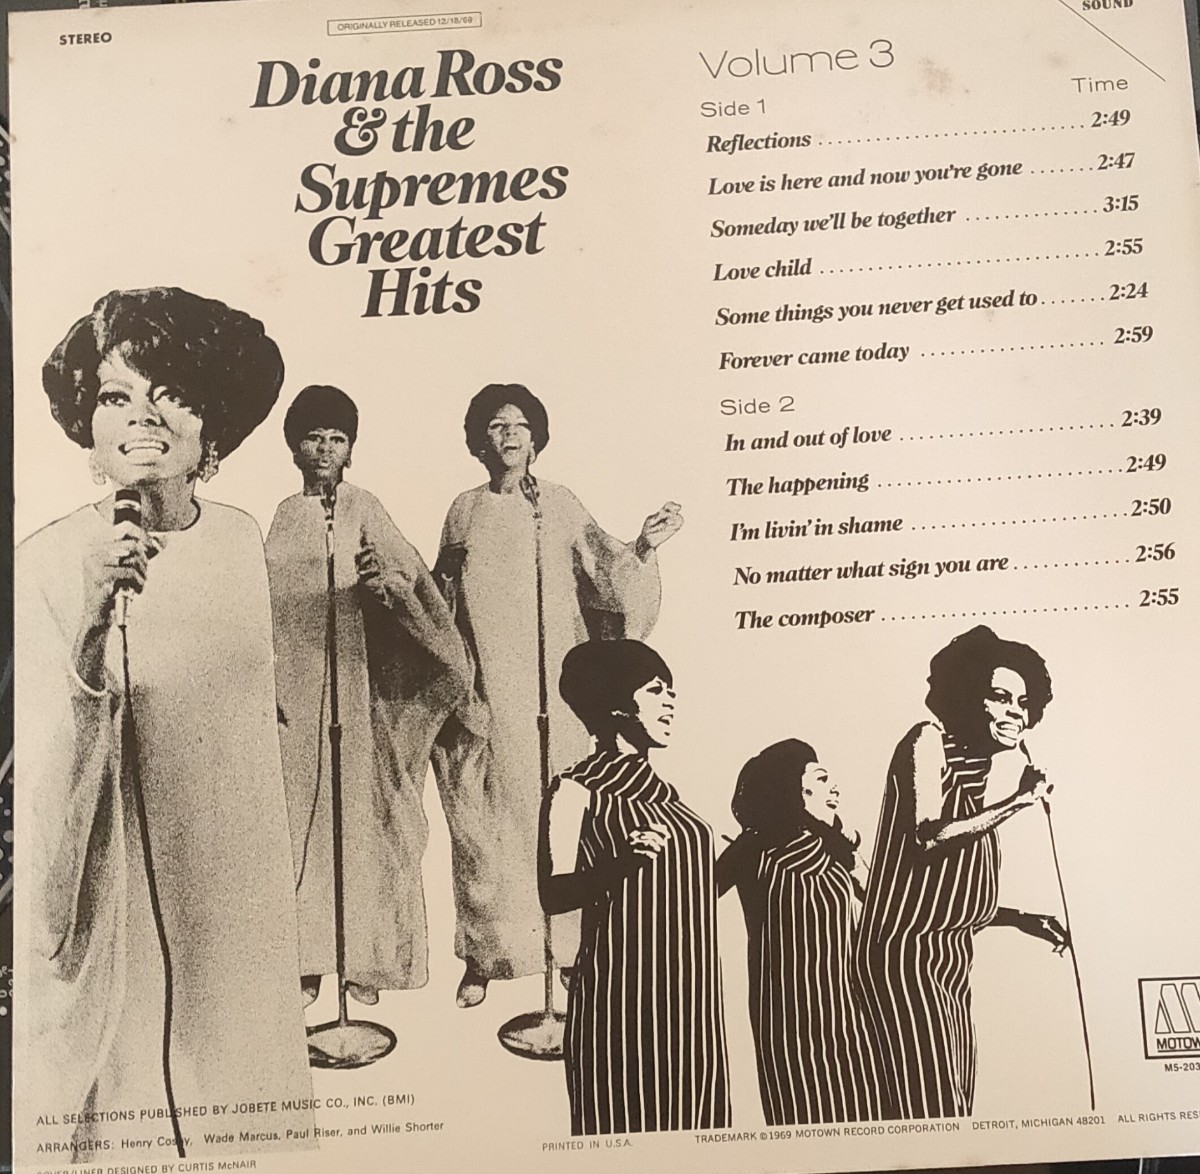 STEREO
ORIGINALLY RELEASED 12/18/69
SOUND
Diana Ross
& the
Supremes
Greatest
Hits
Volume 3
Time
Side 1
Reflections 2:49
Love is here and now you're gone 2:47
Someday we'll be together 3:15
Love child 2:55
Some things you never get used to 2:24
Forever came today 2:59
Side 2
In and out of love 2:39
The happening 2:49
I'm livin' in shame 2:50
No matter what sign you are 2:56
The composer 2:55
MOTOW
MS-203
ALL SELECTIONS PUBLISHED BY JOBETE MUSIC CO., INC. (BMI)
ARRANGERS: Henry Cosby, Wade Marcus, Paul Riser, and Willie Shorter
COVER/LINER DESIGNED BY CURTIS McNAIR
PRINTED IN U.S.A.
TRADEMARK ©1969 MOTOWN RECORD CORPORATION DETROIT, MICHIGAN 48201 ALL RIGHTS RES